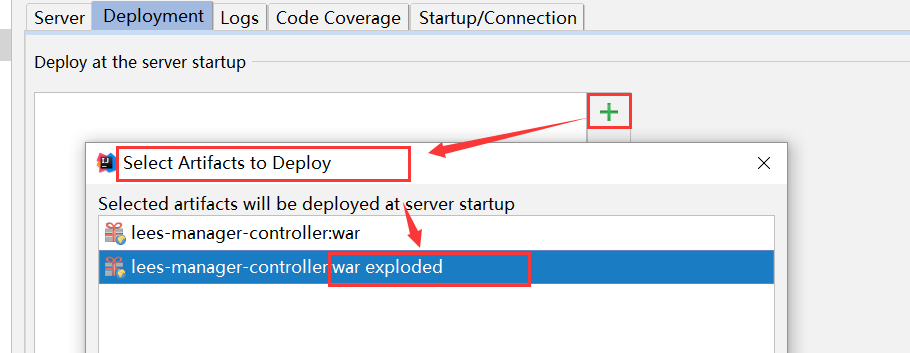 Server Deployment Logs Code Coverage Startup/Connection
Deploy at the server startup
Select Artifacts to Deploy
Selected artifacts will be deployed at server startup
lees-manager-controller:war
lees-manager-controller:war exploded